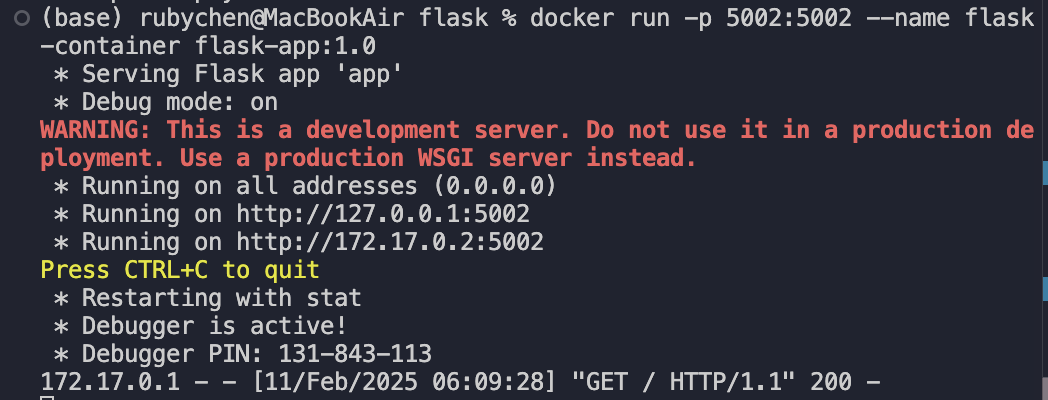 (base) rubychen@MacBookAir flask % docker run -p 5002:5002 --name flask
-container flask-app:1.0
 * Serving Flask app 'app'
 * Debug mode: on
WARNING: This is a development server. Do not use it in a production de
ployment. Use a production WSGI server instead.
 * Running on all addresses (0.0.0.0)
 * Running on http://127.0.0.1:5002
 * Running on http://172.17.0.2:5002
Press CTRL+C to quit
 * Restarting with stat
 * Debugger is active!
 * Debugger PIN: 131-843-113
172.17.0.1 - - [11/Feb/2025 06:09:28] "GET / HTTP/1.1" 200 -